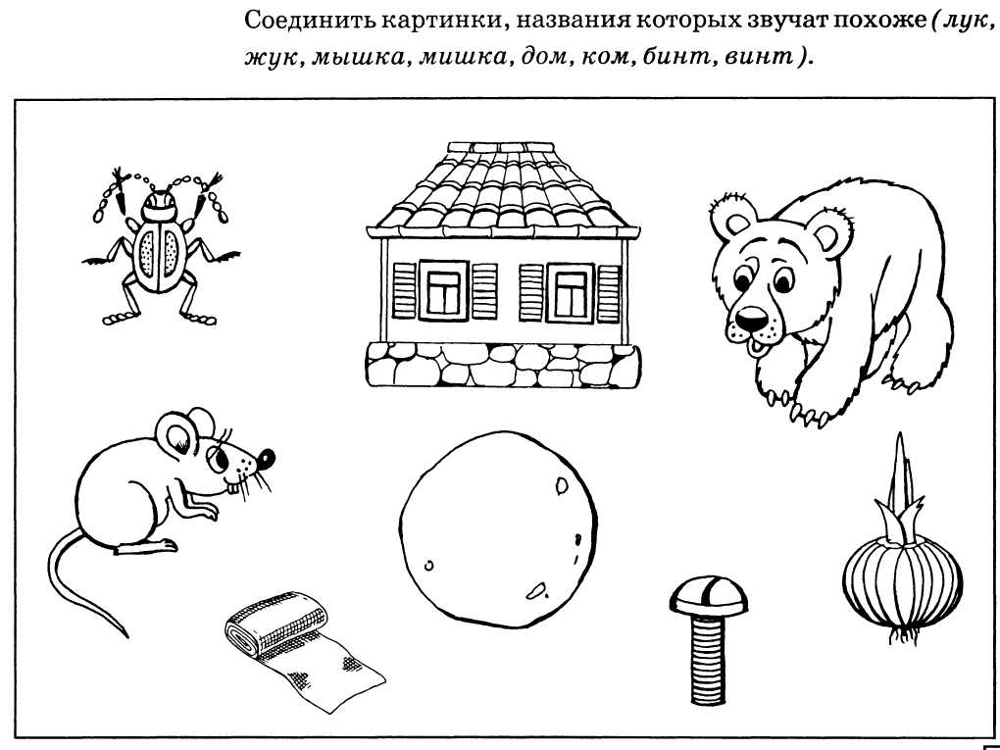 Соединить картинки, названия которых звучат похоже (лук,
жук, мышка, мишка, дом, ком, бинт, винт).